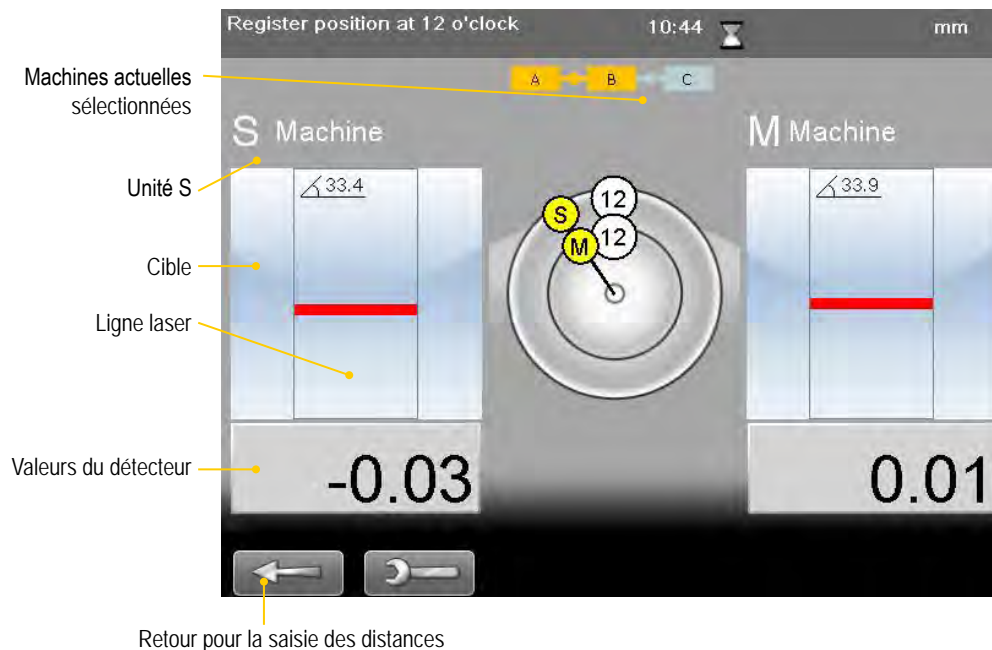 Register position at 12 o'clock 10:44 mm
Machines actuelles
sélectionnées
A B C
S Machine
M Machine
Unité S
33.4
33.9
12
S
M
12
Cible
Ligne laser
Valeurs du détecteur
-0.03
0.01
Retour pour la saisie des distances